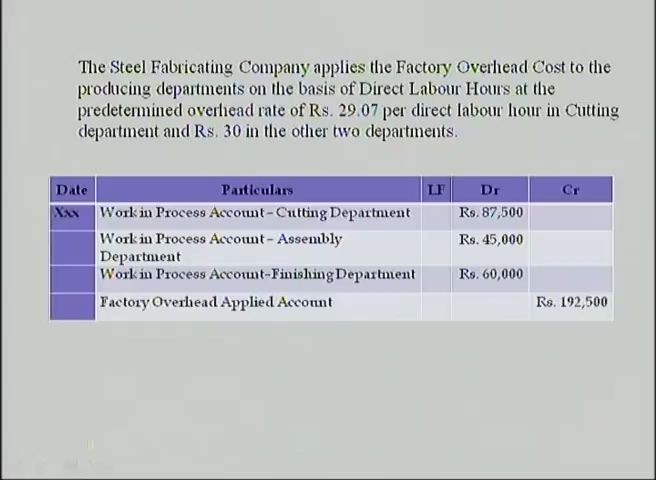 The Steel Fabricating Company applies the Factory Overhead Cost to the
producing departments on the basis of Direct Labour Hours at the
predetermined overhead rate of Rs. 29.07 per direct labour hour in Cutting
department and Rs. 30 in the other two departments.
Date Particulars LF Dr Cr
Xxx Work in Process Account – Cutting Department Rs. 87,500
Work in Process Account – Assembly Rs. 45,000
Department
Work in Process Account-Finishing Department Rs. 60,000
Factory Overhead Applied Account Rs. 192,500